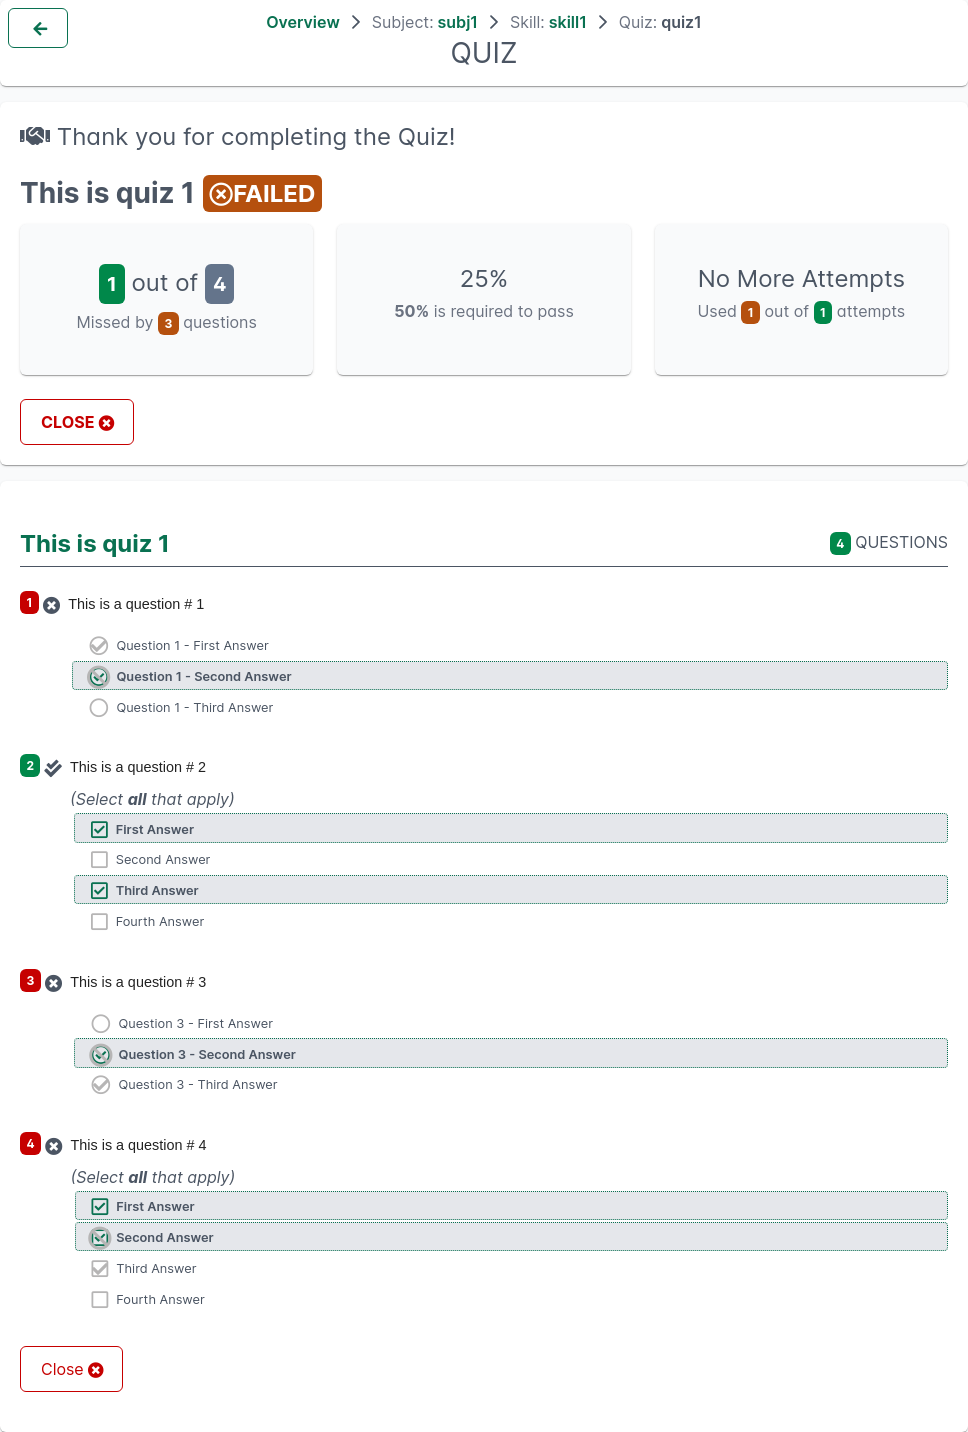 Overview > Subject: subj1 > Skill: skill1 > Quiz: quiz1
QUIZ
Thank you for completing the Quiz!
This is quiz 1 FAILED
1 out of 4
Missed by 3 questions
25%
50% is required to pass
No More Attempts
Used 1 out of 1 attempts
CLOSE
This is quiz 1
4 QUESTIONS
1 This is a question # 1
Question 1 - First Answer
Question 1 - Second Answer
Question 1 - Third Answer
2 This is a question # 2
(Select all that apply)
First Answer
Second Answer
Third Answer
Fourth Answer
3 This is a question # 3
Question 3 - First Answer
Question 3 - Second Answer
Question 3 - Third Answer
4 This is a question # 4
(Select all that apply)
First Answer
Second Answer
Third Answer
Fourth Answer
Close